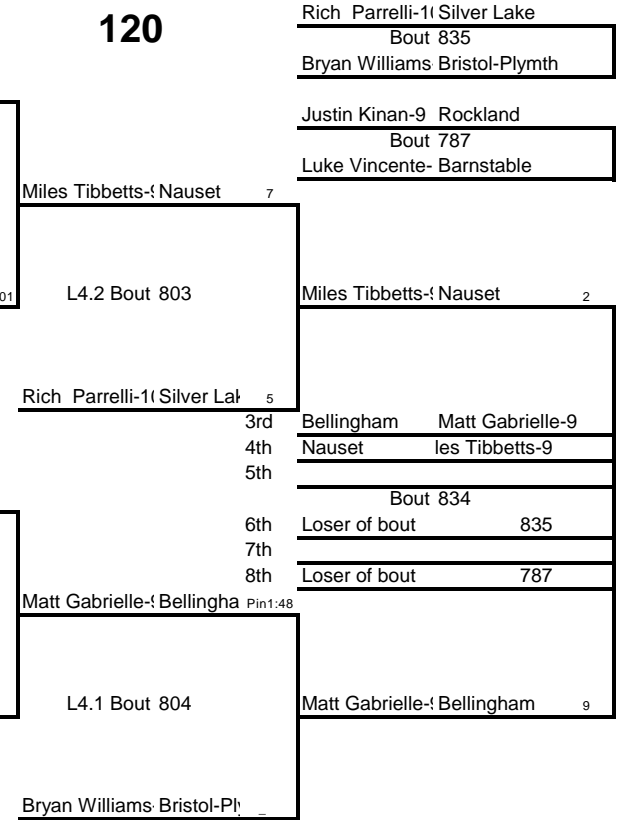 120
Rich Parrelli-1( Silver Lake
Bout 835
Bryan Williams- Bristol-Plymth
Justin Kinan-9 Rockland
Bout 787
Luke Vincente- Barnstable
Miles Tibbetts-9 Nauset 7
01 L4.2 Bout 803
Miles Tibbetts-9 Nauset 2
Rich Parrelli-1( Silver Lak 5
3rd Bellingham Matt Gabrielle-9
4th Nauset les Tibbetts-9
5th
Bout 834
6th Loser of bout 835
7th
8th Loser of bout 787
Matt Gabrielle-9 Bellingha Pin1:48
L4.1 Bout 804
Matt Gabrielle-9 Bellingham 9
Bryan Williams- Bristol-Ply _